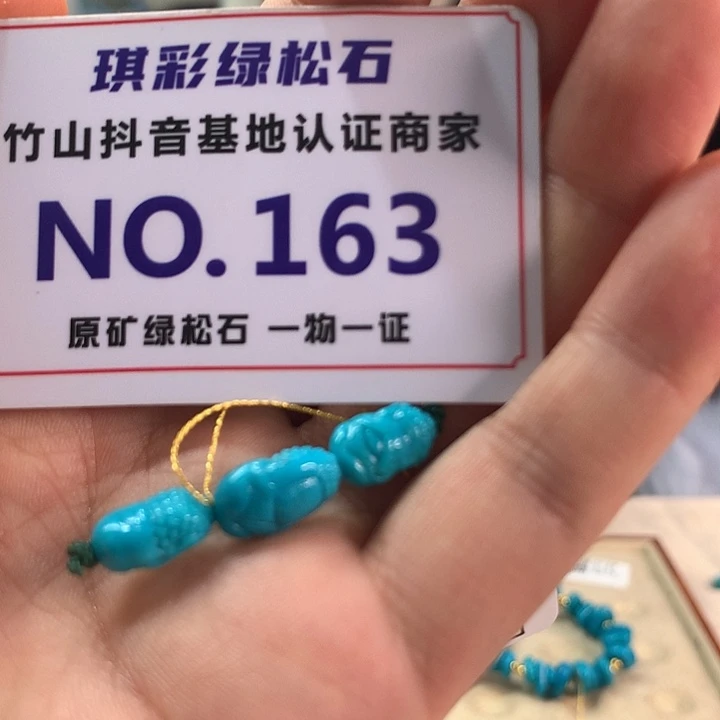 琪彩绿松石
竹山抖音基地认证商家
NO.163
原矿绿松石 一物一证